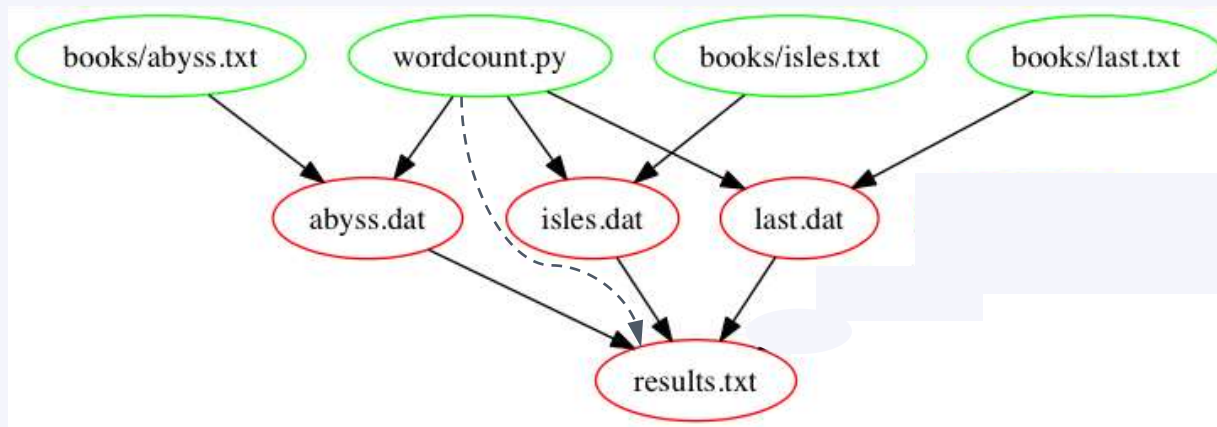 books/abyss.txt
wordcount.py
books/isles.txt
books/last.txt
abyss.dat
isles.dat
last.dat
results.txt